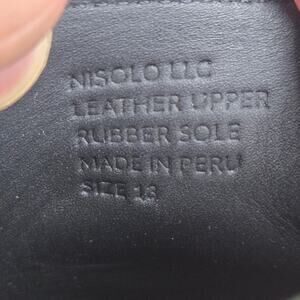 NISOLO LLC
LEATHER UPPER
RUBBER SOLE
MADE IN PERU
SIZE 13